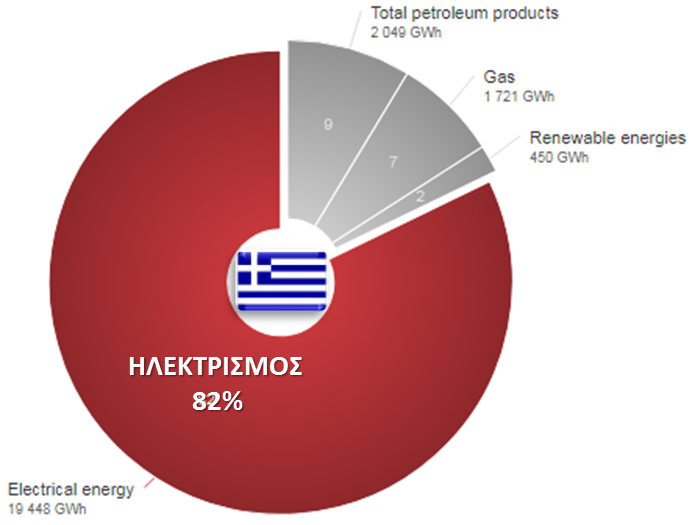 Total petroleum products
2 049 GWh
Gas
1 721 GWh
Renewable energies
450 GWh
9
7
2
ΗΛΕΚΤΡΙΣΜΟΣ
82%
Electrical energy
19 448 GWh